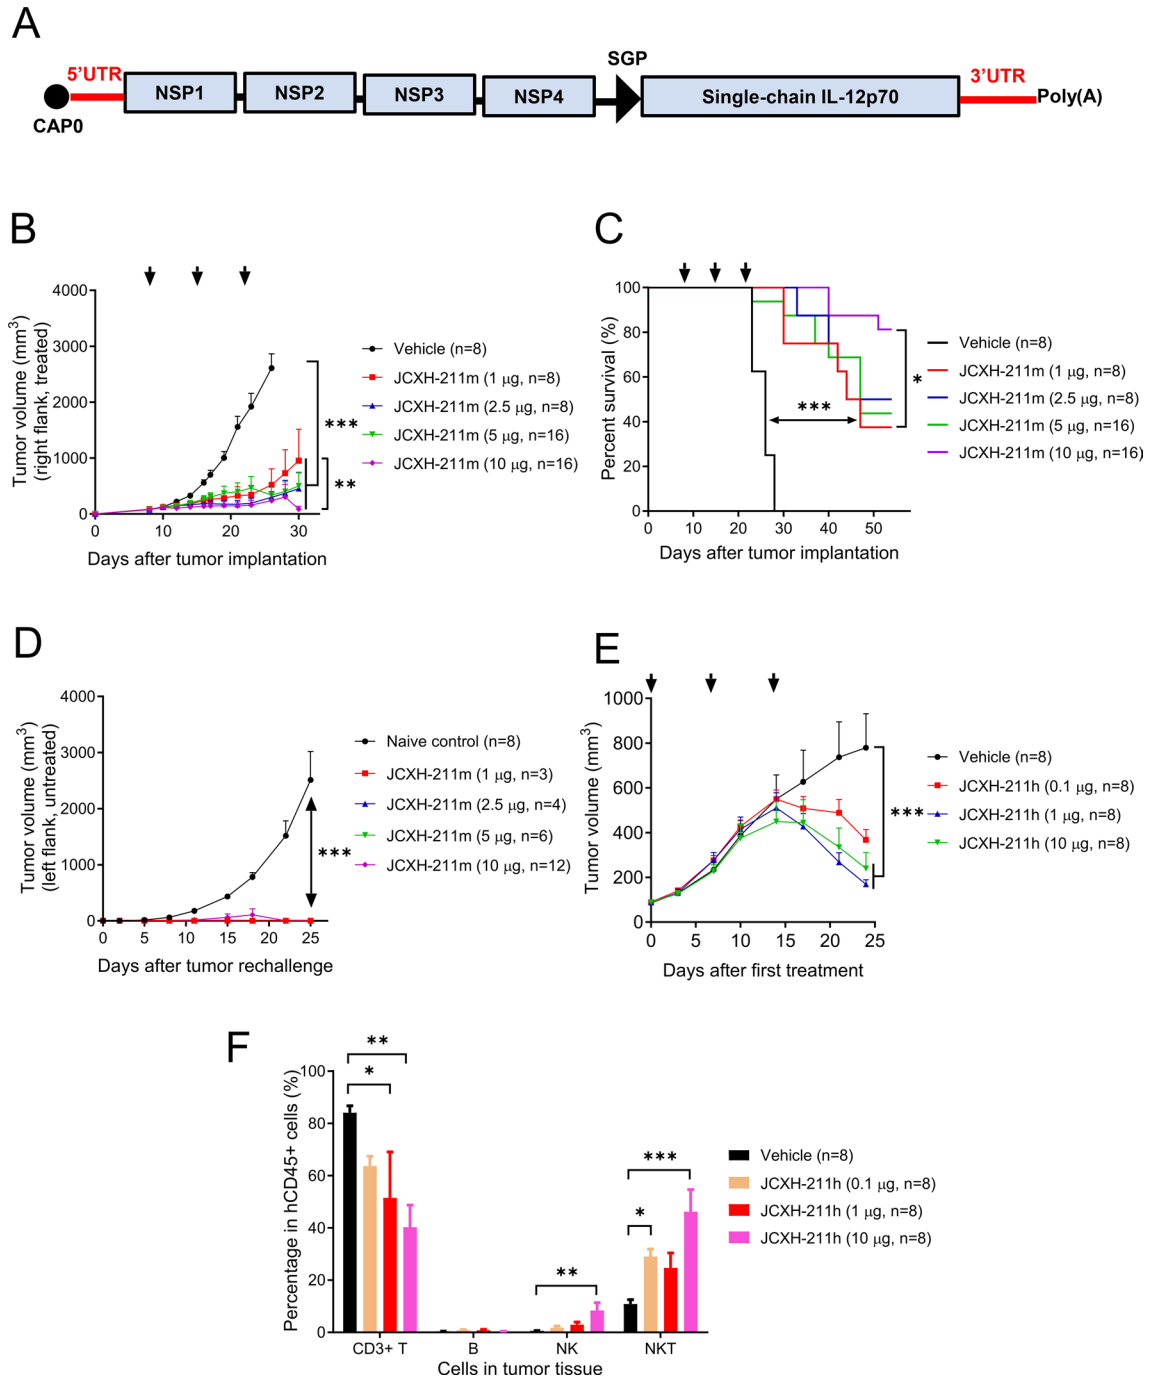 A
5'UTR
NSP1
NSP2
NSP3
NSP4
SGP
Single-chain IL-12p70
3'UTR
Poly(A)
CAP0
B
Tumor volume (mm³)
(right flank, treated)
4000
3000
2000
1000
0
0
10
20
30
Days after tumor implantation
Vehicle (n=8)
JCXH-211m (1 μg, n=8)
JCXH-211m (2.5 μg, n=8)
JCXH-211m (5 μg, n=16)
JCXH-211m (10 μg, n=16)
***
**
C
Percent survival (%)
100
80
60
40
20
0
0
10
20
30
40
50
Days after tumor implantation
***
*
Vehicle (n=8)
JCXH-211m (1 μg, n=8)
JCXH-211m (2.5 μg, n=8)
JCXH-211m (5 μg, n=16)
JCXH-211m (10 μg, n=16)
D
Tumor volume (mm³)
(left flank, untreated)
4000
3000
2000
1000
0
0
5
10
15
20
25
Days after tumor rechallenge
***
Naive control (n=8)
JCXH-211m (1 μg, n=3)
JCXH-211m (2.5 μg, n=4)
JCXH-211m (5 μg, n=6)
JCXH-211m (10 μg, n=12)
E
Tumor volume (mm³)
1000
800
600
400
200
0
0
5
10
15
20
25
Days after first treatment
***
Vehicle (n=8)
JCXH-211h (0.1 μg, n=8)
JCXH-211h (1 μg, n=8)
JCXH-211h (10 μg, n=8)
F
Percentage in hCD45+ cells (%)
100
80
60
40
20
0
**
*
**
***
*
CD3+ T
B
NK
NKT
Cells in tumor tissue
Vehicle (n=8)
JCXH-211h (0.1 μg, n=8)
JCXH-211h (1 μg, n=8)
JCXH-211h (10 μg, n=8)